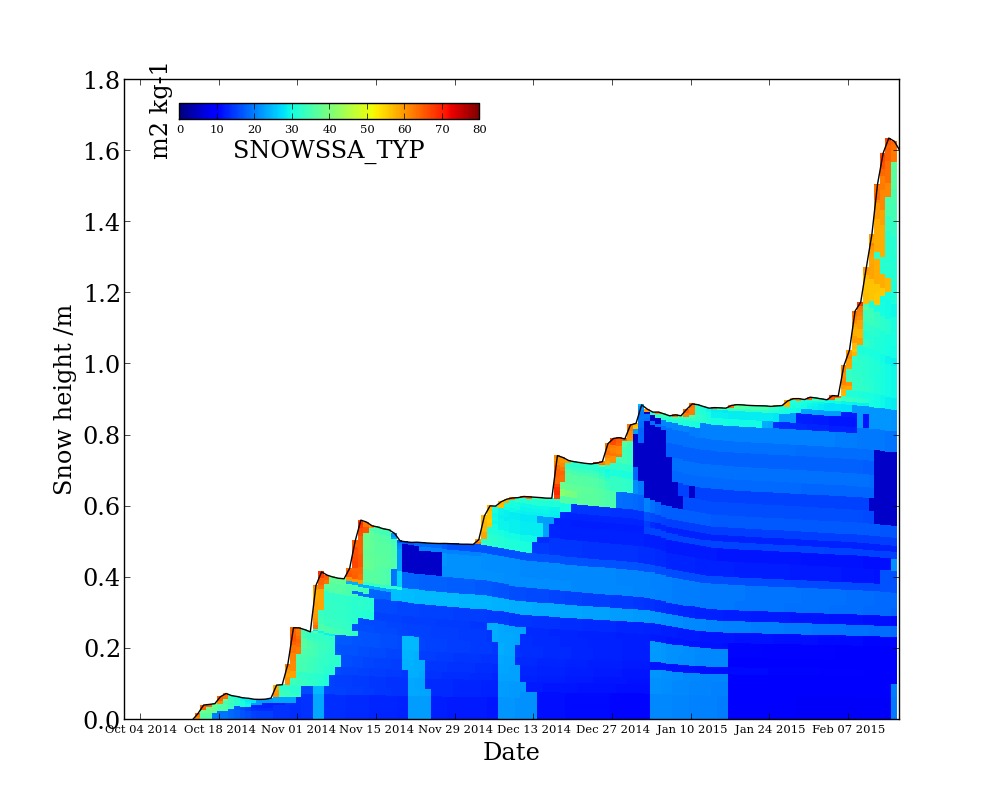 1.8
1.6
1.4
1.2
1.0
0.8
0.6
0.4
0.2
0.0
Snow height /m
m2 kg-1
0 10 20 30 40 50 60 70 80
SNOWSSA_TYP
Oct 04 2014 Oct 18 2014 Nov 01 2014 Nov 15 2014 Nov 29 2014 Dec 13 2014 Dec 27 2014 Jan 10 2015 Jan 24 2015 Feb 07 2015
Date